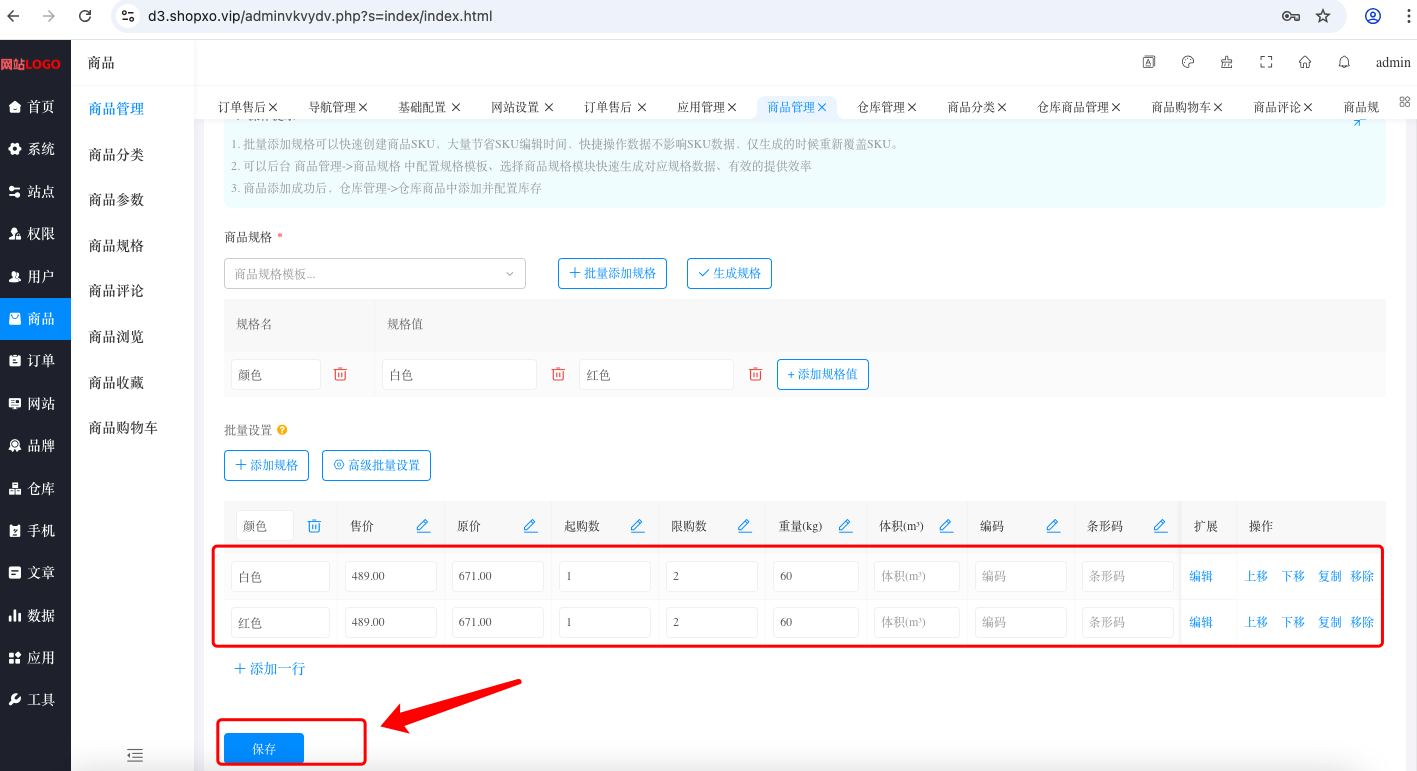 d3.shopxo.vip/adminvkvydv.php?s=index/index.html
网站LOGO
首页
系统
站点
权限
用户
商品
订单
网站
品牌
仓库
手机
文章
数据
应用
工具
商品
商品管理
商品分类
商品参数
商品规格
商品评论
商品浏览
商品收藏
商品购物车
admin
订单售后 导航管理 基础配置 网站设置 订单售后 应用管理 商品管理 仓库管理 商品分类 仓库商品管理 商品购物车 商品评论 商品规
1. 批量添加规格可以快速创建商品SKU、大量节省SKU编辑时间、快捷操作数据不影响SKU数据、仅生成的时候重新覆盖SKU。
2. 可以后台 商品管理->商品规格 中配置规格模板、选择商品规格模块快速生成对应规格数据、有效的提供效率
3. 商品添加成功后、仓库管理->仓库商品中添加并配置库存
商品规格 *
商品规格模板... 批量添加规格 生成规格
规格名 规格值
颜色 白色 红色 + 添加规格值
批量设置
添加规格 高级批量设置
颜色 售价 原价 起购数 限购数 重量(kg) 体积(m³) 编码 条形码 扩展 操作
白色 489.00 671.00 1 2 60 体积(m³) 编码 条形码 编辑 上移 下移 复制 移除
红色 489.00 671.00 1 2 60 体积(m³) 编码 条形码 编辑 上移 下移 复制 移除
添加一行
保存